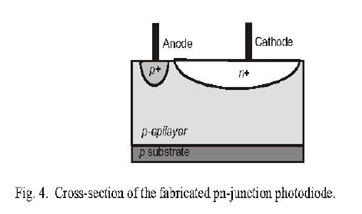 Anode
Cathode
p+
n+
p-epilayer
p substrate
Fig. 4. Cross-section of the fabricated pn-junction photodiode.